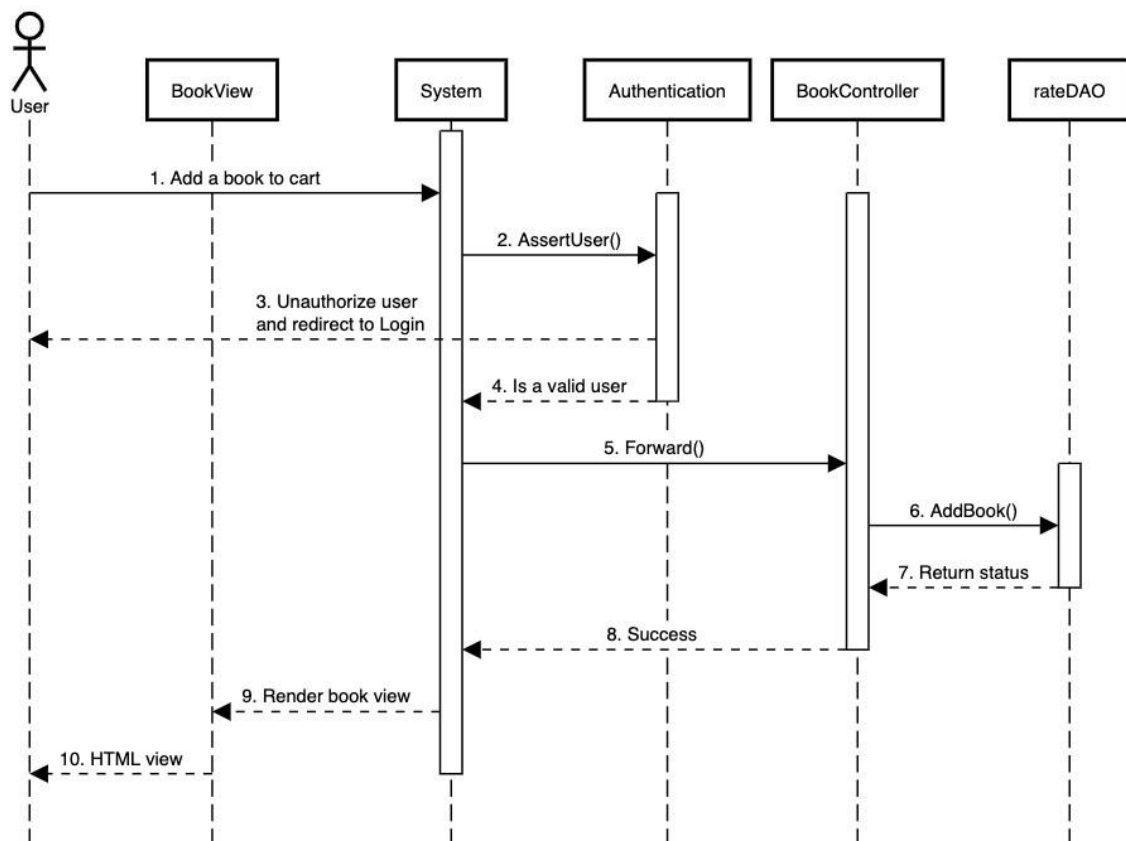 User
BookView
System
Authentication
BookController
rateDAO
1. Add a book to cart
2. AssertUser()
3. Unauthorize user
and redirect to Login
4. Is a valid user
5. Forward()
6. AddBook()
7. Return status
8. Success
9. Render book view
10. HTML view